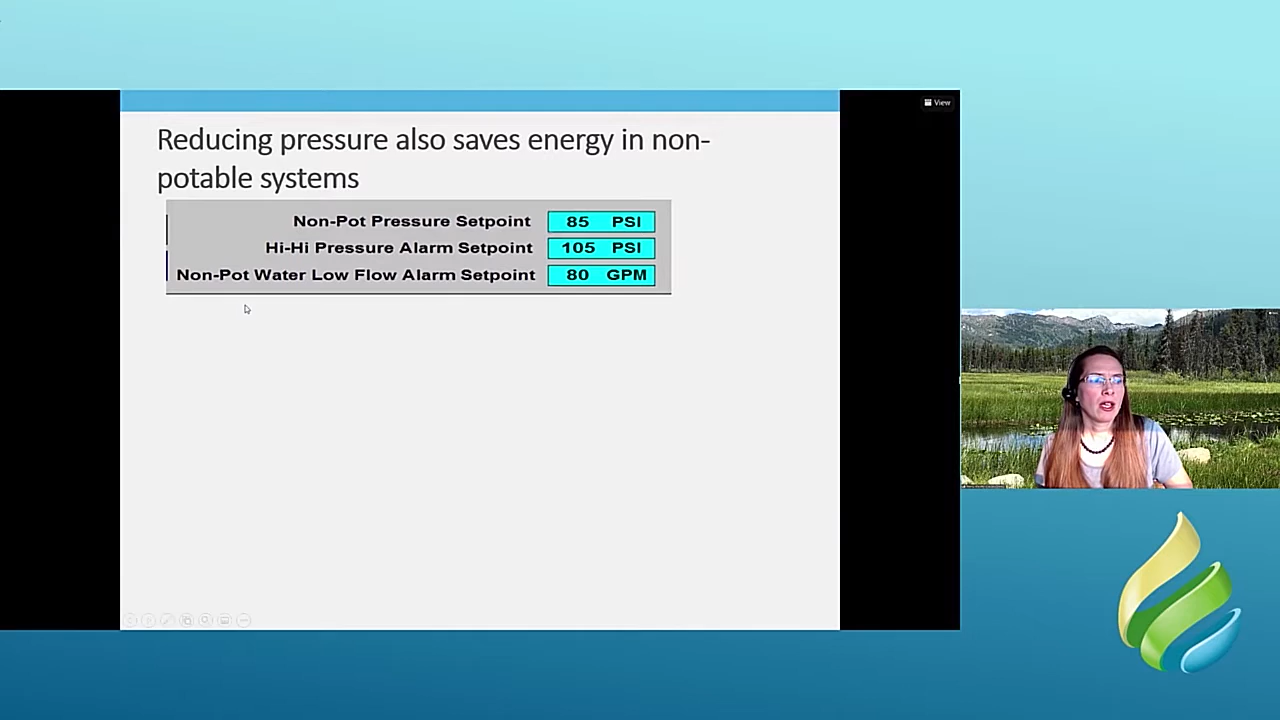 View
Reducing pressure also saves energy in non-
potable systems
Non-Pot Pressure Setpoint 85 PSI
Hi-Hi Pressure Alarm Setpoint 105 PSI
Non-Pot Water Low Flow Alarm Setpoint 80 GPM